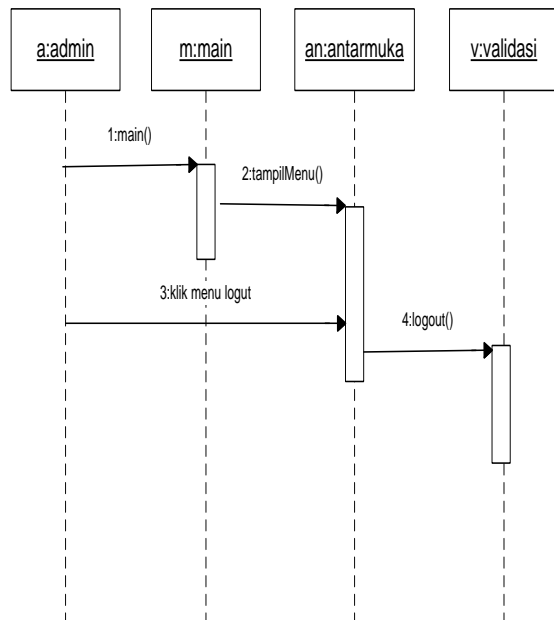 a:admin
m:main
an:antarmuka
v:validasi
1:main()
2:tampilMenu()
3:klik menu logut
4:logout()